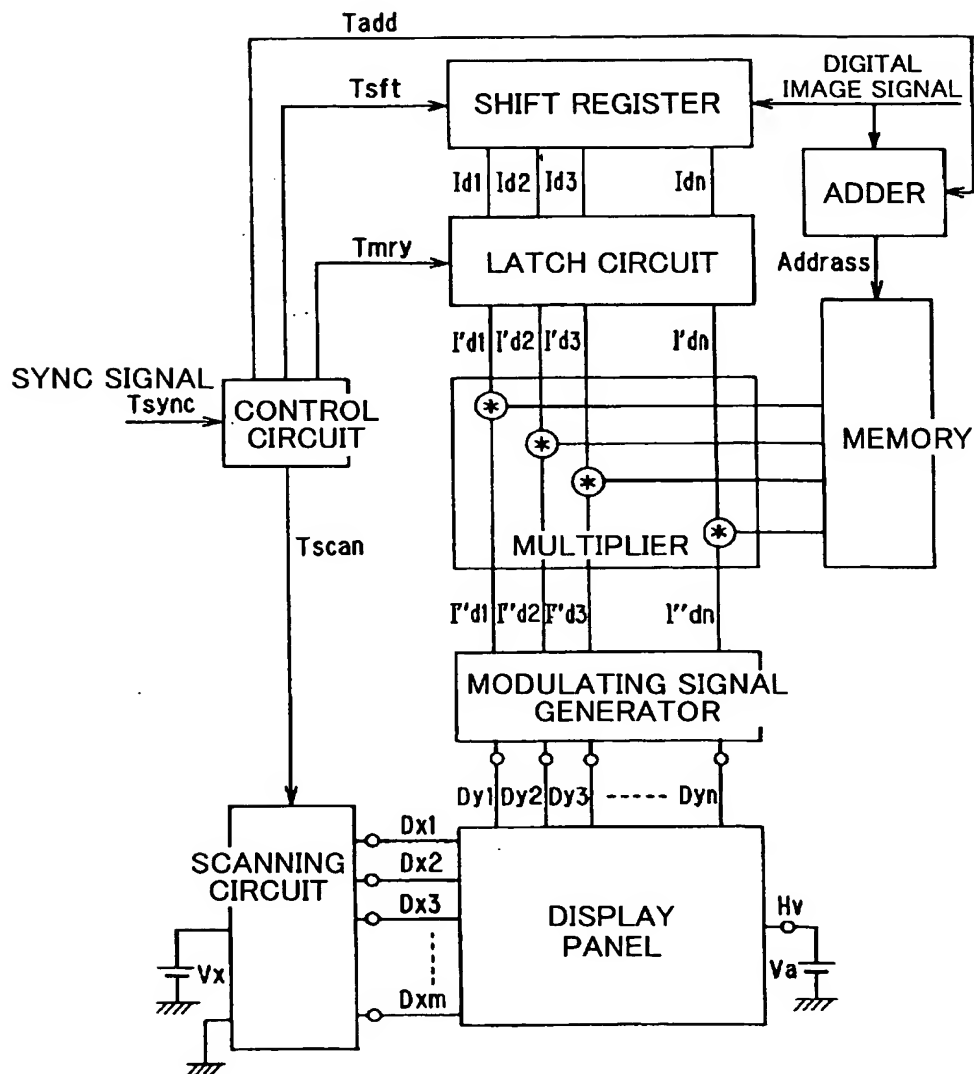 Tadd
DIGITAL
IMAGE SIGNAL
Tsft
SHIFT REGISTER
Id1 Id2 Id3 Idn
ADDER
Tmry
LATCH CIRCUIT
Addrass
I'd1 I'd2 I'd3 I'dn
SYNC SIGNAL
Tsync
CONTROL
CIRCUIT
* * * *
MULTIPLIER
MEMORY
Tscan
I''d1 I''d2 I''d3 I''dn
MODULATING SIGNAL
GENERATOR
Dy1 Dy2 Dy3 ----- Dyn
SCANNING
CIRCUIT
Dx1
Dx2
Dx3
Dxm
DISPLAY
PANEL
Hv
Va
Vx